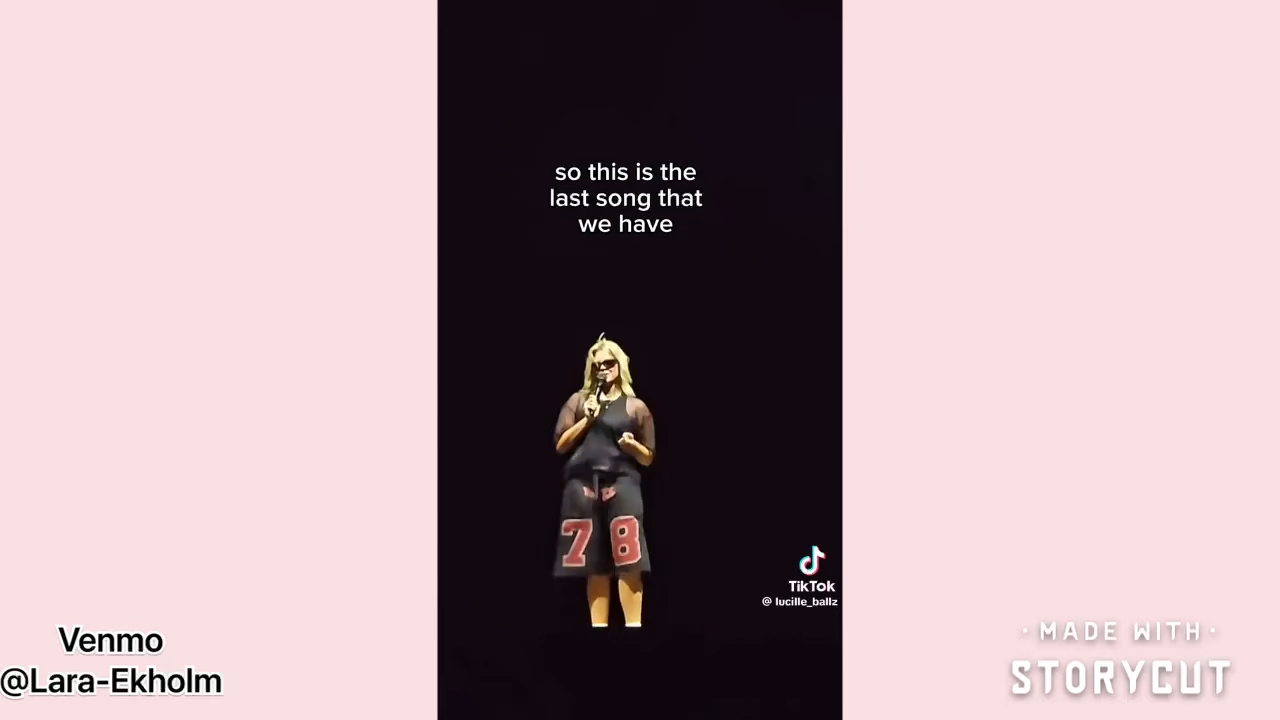 so this is the
last song that
we have
78
TikTok
@ lucille_ballz
Venmo
@Lara-Ekholm
· MADE WITH ·
STORYCUT